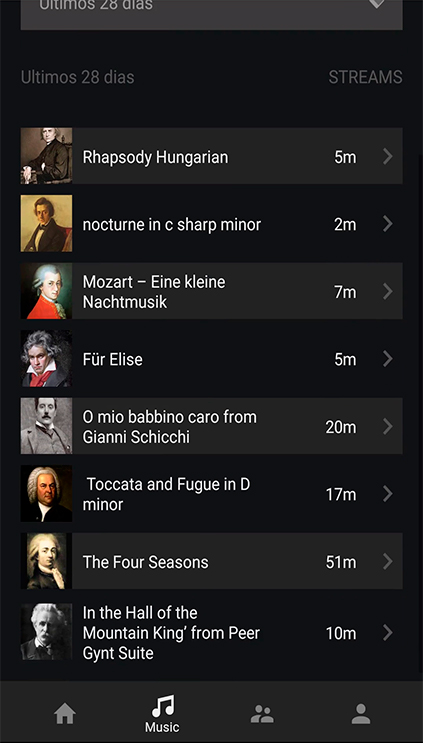 Ultimos 28 dias
Ultimos 28 dias STREAMS
Rhapsody Hungarian 5m
nocturne in c sharp minor 2m
Mozart – Eine kleine
Nachtmusik 7m
Für Elise 5m
O mio babbino caro from
Gianni Schicchi 20m
Toccata and Fugue in D
minor 17m
The Four Seasons 51m
In the Hall of the
Mountain King’ from Peer 10m
Gynt Suite
Music